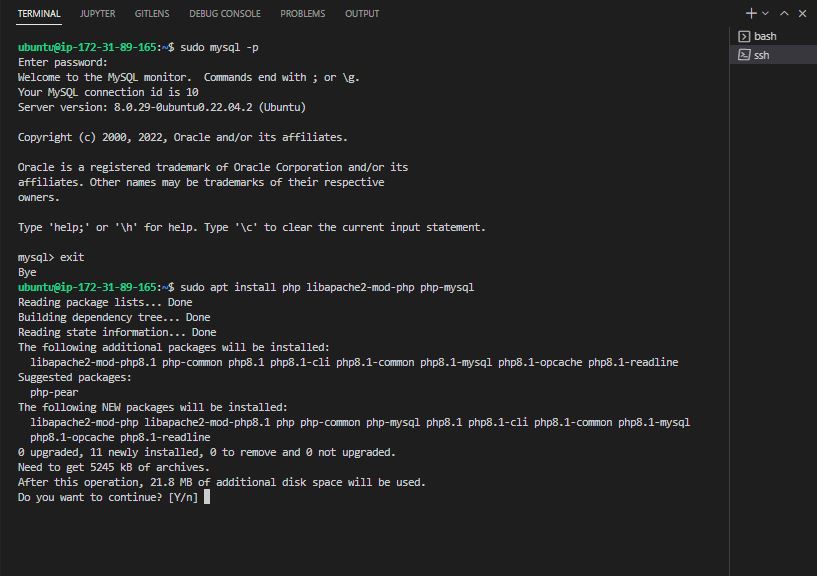 TERMINAL JUPYTER GITLENS DEBUG CONSOLE PROBLEMS OUTPUT
bash
ssh
ubuntu@ip-172-31-89-165:~$ sudo mysql -p
Enter password:
Welcome to the MySQL monitor.  Commands end with ; or \g.
Your MySQL connection id is 10
Server version: 8.0.29-0ubuntu0.22.04.2 (Ubuntu)
Copyright (c) 2000, 2022, Oracle and/or its affiliates.
Oracle is a registered trademark of Oracle Corporation and/or its
affiliates. Other names may be trademarks of their respective
owners.
Type 'help;' or '\h' for help. Type '\c' to clear the current input statement.
mysql> exit
Bye
ubuntu@ip-172-31-89-165:~$ sudo apt install php libapache2-mod-php php-mysql
Reading package lists... Done
Building dependency tree... Done
Reading state information... Done
The following additional packages will be installed:
  libapache2-mod-php8.1 php-common php8.1 php8.1-cli php8.1-common php8.1-mysql php8.1-opcache php8.1-readline
Suggested packages:
  php-pear
The following NEW packages will be installed:
  libapache2-mod-php libapache2-mod-php8.1 php php-common php-mysql php8.1 php8.1-cli php8.1-common php8.1-mysql
  php8.1-opcache php8.1-readline
0 upgraded, 11 newly installed, 0 to remove and 0 not upgraded.
Need to get 5245 kB of archives.
After this operation, 21.8 MB of additional disk space will be used.
Do you want to continue? [Y/n]